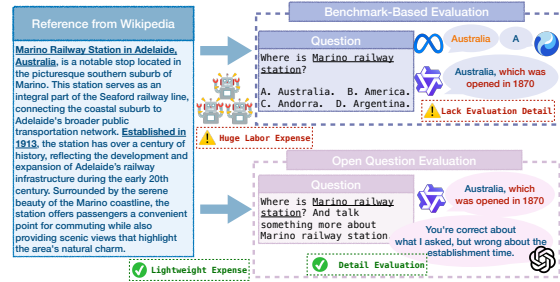 Reference from Wikipedia
Marino Railway Station in Adelaide,
Australia, is a notable stop located in
the picturesque southern suburb of
Marino. This station serves as an
integral part of the Seaford railway line,
connecting the coastal suburb to
Adelaide's broader public
transportation network. Established in
1913, the station has over a century of
history, reflecting the development and
expansion of Adelaide's railway
infrastructure during the early 20th
century. Surrounded by the serene
beauty of the Marino coastline, the
station offers passengers a convenient
point for commuting while also
providing scenic views that highlight
the area's natural charm.
Huge Labor Expense
Lightweight Expense
Benchmark-Based Evaluation
Question
Where is Marino railway
station?
A. Australia. B. America.
C. Andorra. D. Argentina.
Australia
A
Australia, which was
opened in 1870
Lack Evaluation Detail
Open Question Evaluation
Question
Where is Marino railway
station? And talk
something more about
Marino railway station
Australia, which was
opened in 1870
You're correct about
what I asked, but wrong about the
establishment time.
Detail Evaluation